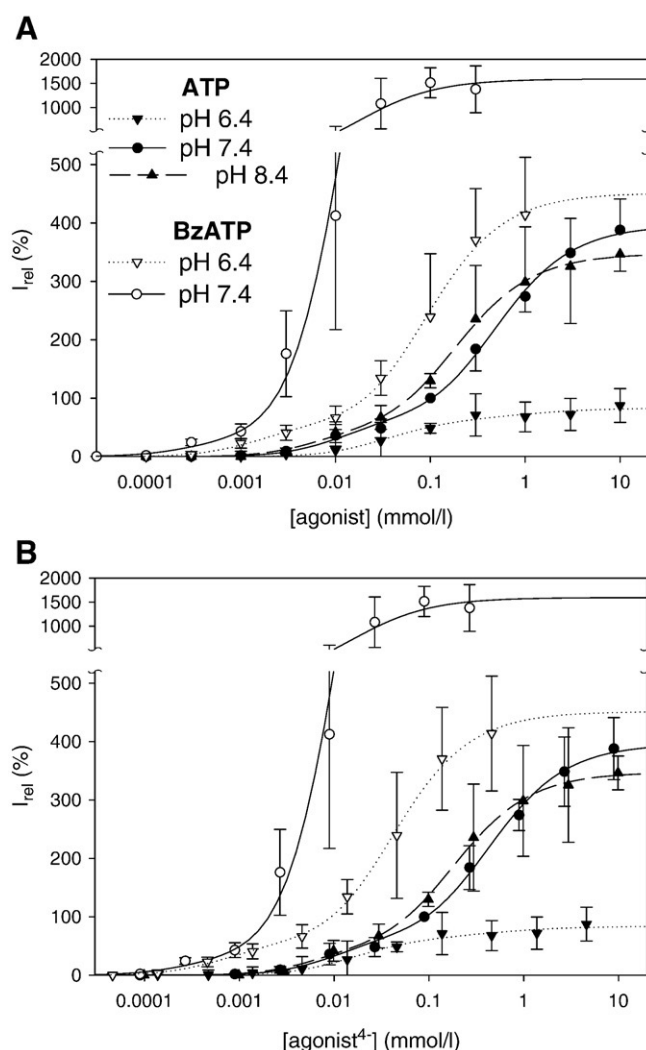 A
2000
1500
1000
500
400
300
200
100
0
I_rel (%)
ATP
pH 6.4
pH 7.4
pH 8.4
BzATP
pH 6.4
pH 7.4
0.0001 0.001 0.01 0.1 1 10
[agonist] (mmol/l)
B
2000
1500
1000
500
400
300
200
100
0
I_rel (%)
0.0001 0.001 0.01 0.1 1 10
[agonist⁴⁻] (mmol/l)